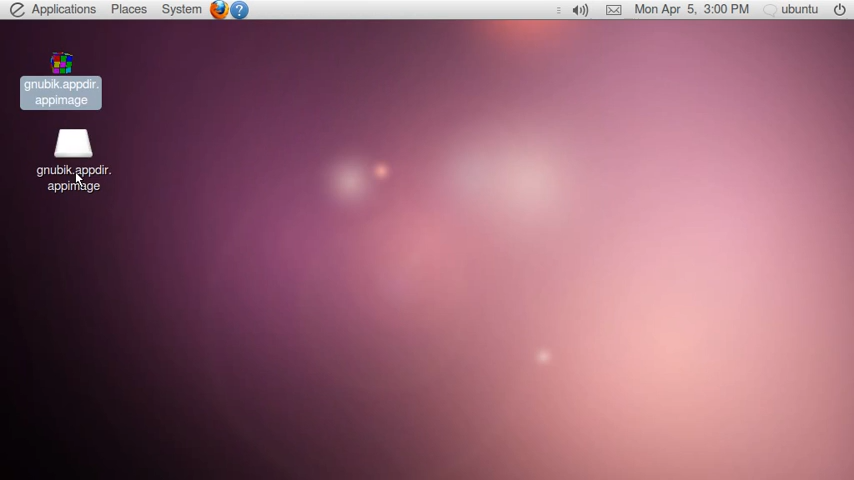 Applications Places System Mon Apr 5, 3:00 PM ubuntu
gnubik.appdir.
appimage
gnubik.appdir.
appimage